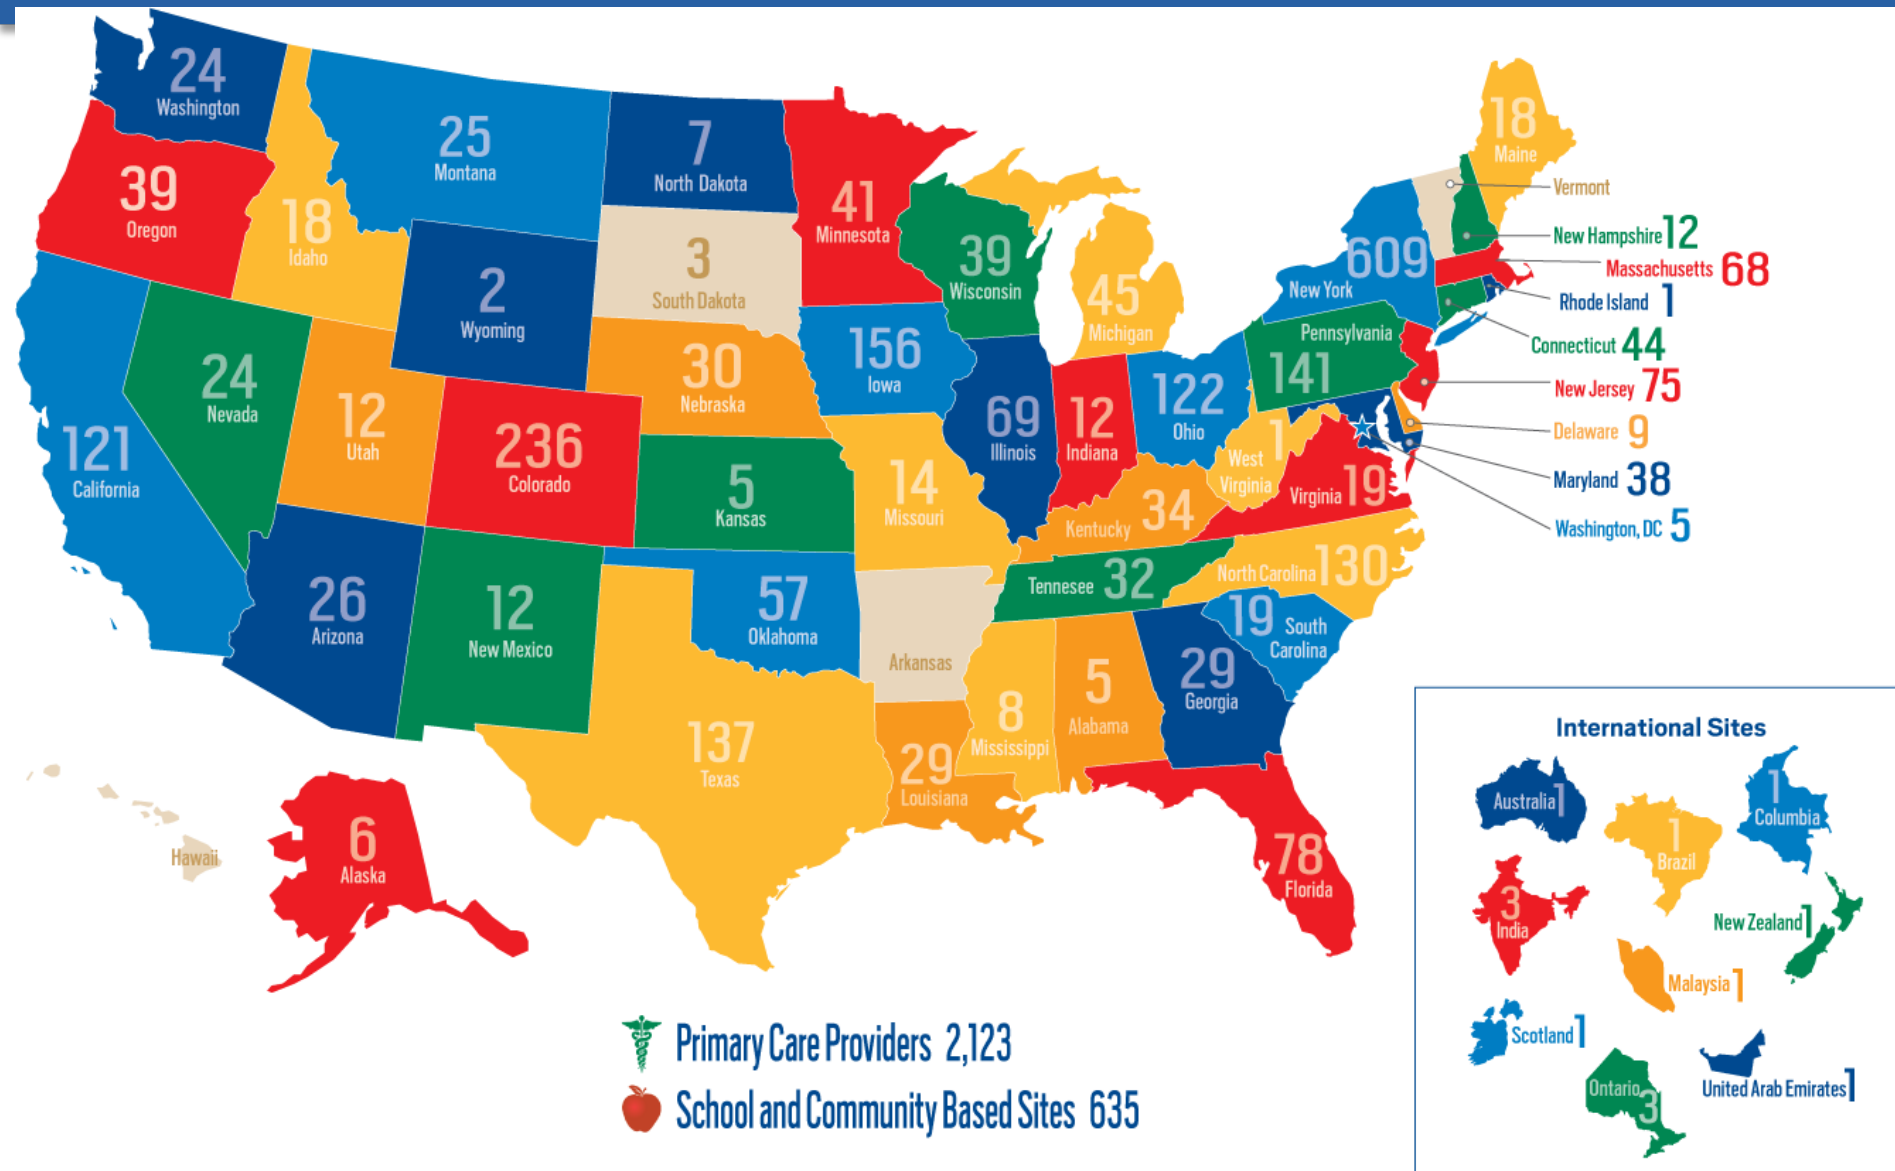 24
Washington
39
Oregon
18
Idaho
25
Montana
7
North Dakota
3
South Dakota
2
Wyoming
41
Minnesota
39
Wisconsin
45
Michigan
18
Maine
Vermont
New Hampshire 12
Massachusetts 68
Rhode Island 1
Connecticut 44
New Jersey 75
Delaware 9
Maryland 38
Washington, DC 5
609
New York
Pennsylvania
141
121
California
24
Nevada
12
Utah
236
Colorado
30
Nebraska
5
Kansas
156
Iowa
14
Missouri
69
Illinois
12
Indiana
122
Ohio
1
West
Virginia
Virginia 19
Kentucky 34
Tennesee 32
North Carolina 130
19 South
Carolina
26
Arizona
12
New Mexico
57
Oklahoma
Arkansas
137
Texas
29
Louisiana
8
Mississippi
5
Alabama
29
Georgia
78
Florida
6
Alaska
Hawaii
Primary Care Providers 2,123
School and Community Based Sites 635
International Sites
Australia 1
1
Brazil
1
Columbia
3
India
New Zealand 1
Malaysia 1
Scotland 1
Ontario 3
United Arab Emirates 1